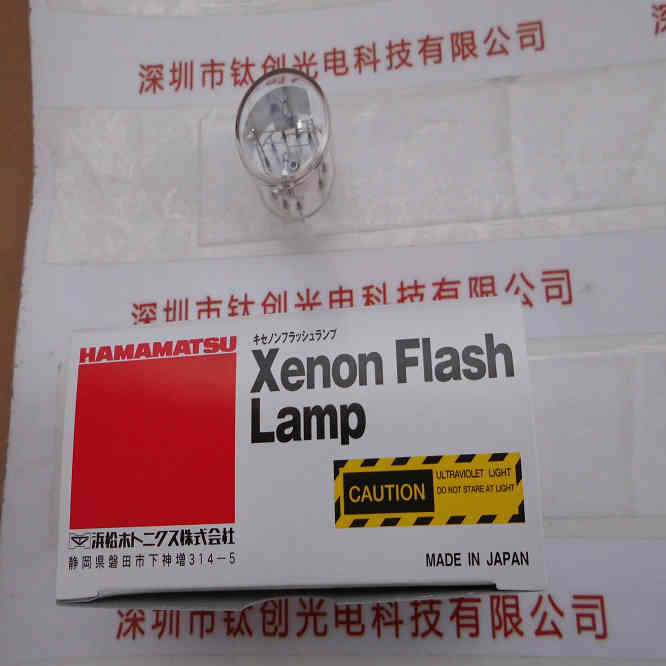 深圳市钛创光电科技有限公司
深圳市钛创光电科技有限公司
HAMAMATSU
キセノンフラッシュランプ
Xenon Flash
Lamp
CAUTION
ULTRAVIOLET LIGHT
DO NOT STARE AT LIGHT
浜松ホトニクス株式会社
静岡県磐田市下神増314-5
MADE IN JAPAN
深圳市钛创光电科技有限公司